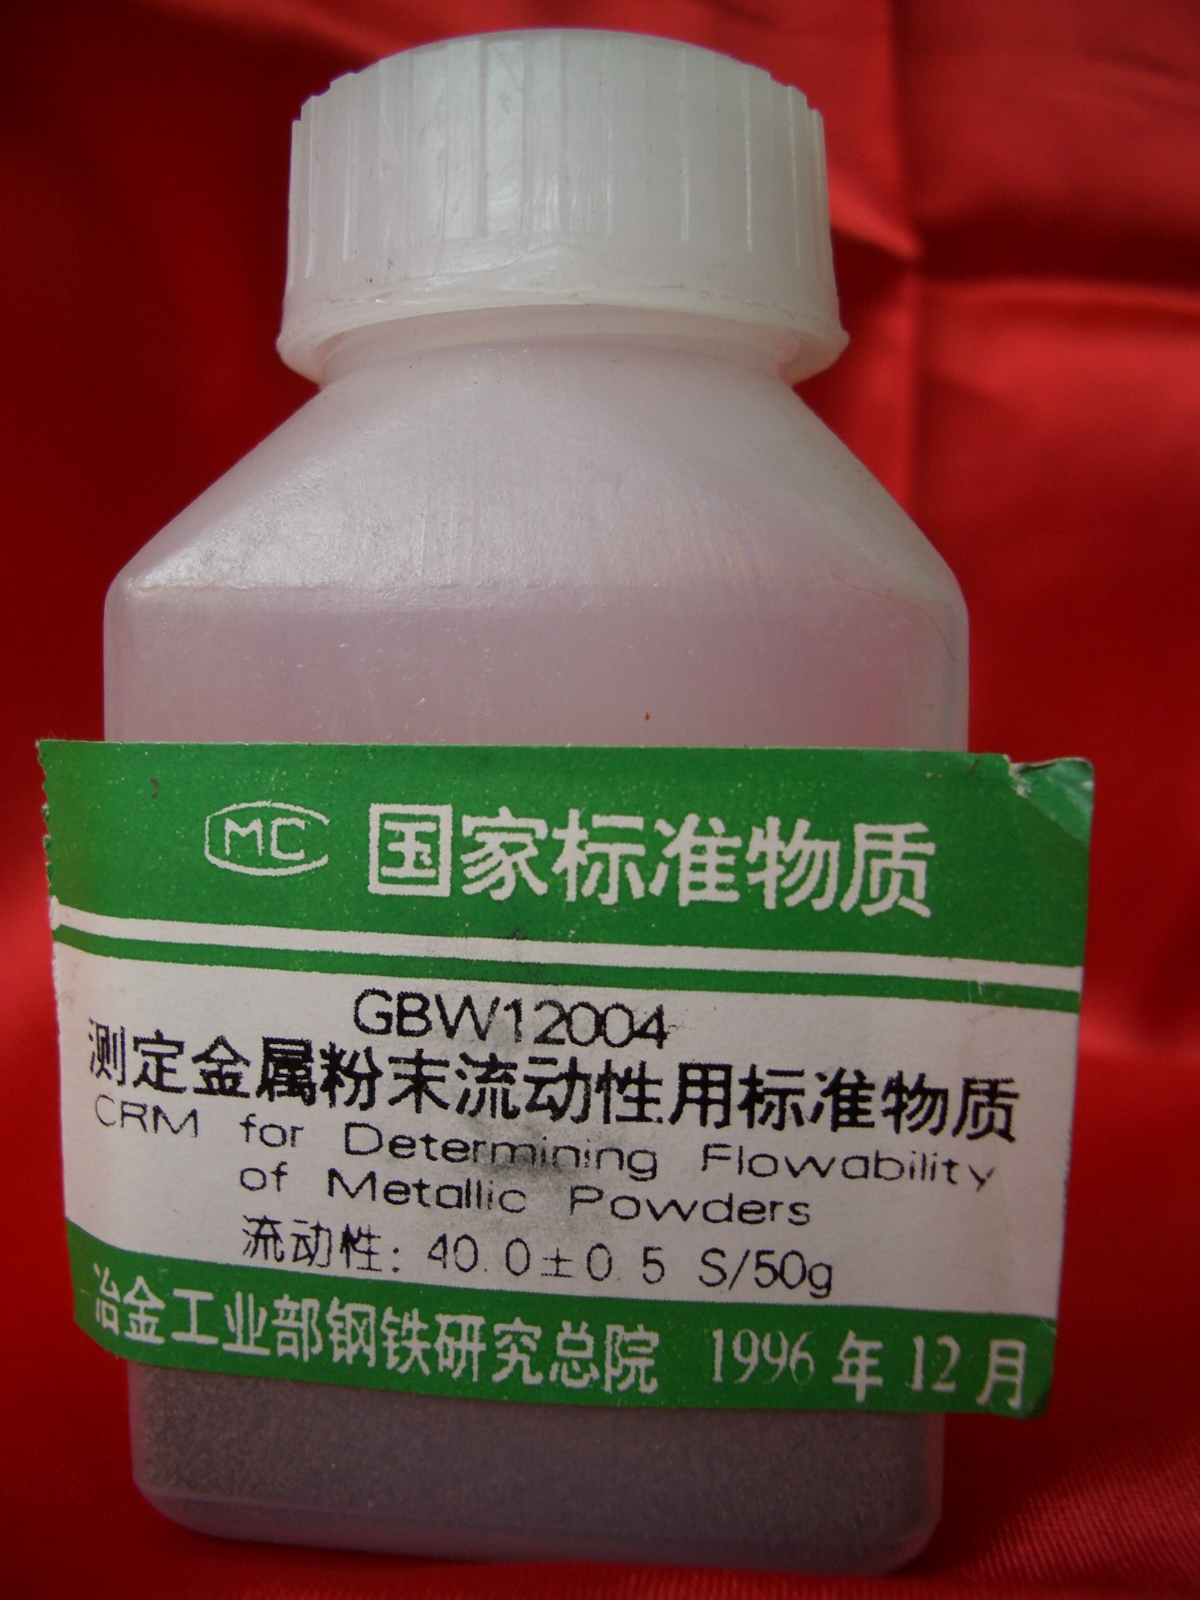 MC 国家标准物质
GBW12004
测定金属粉末流动性用标准物质
CRM for Determining Flowability
of Metallic Powders
流动性: 40.0±0.5 S/50g
冶金工业部钢铁研究总院 1996年12月